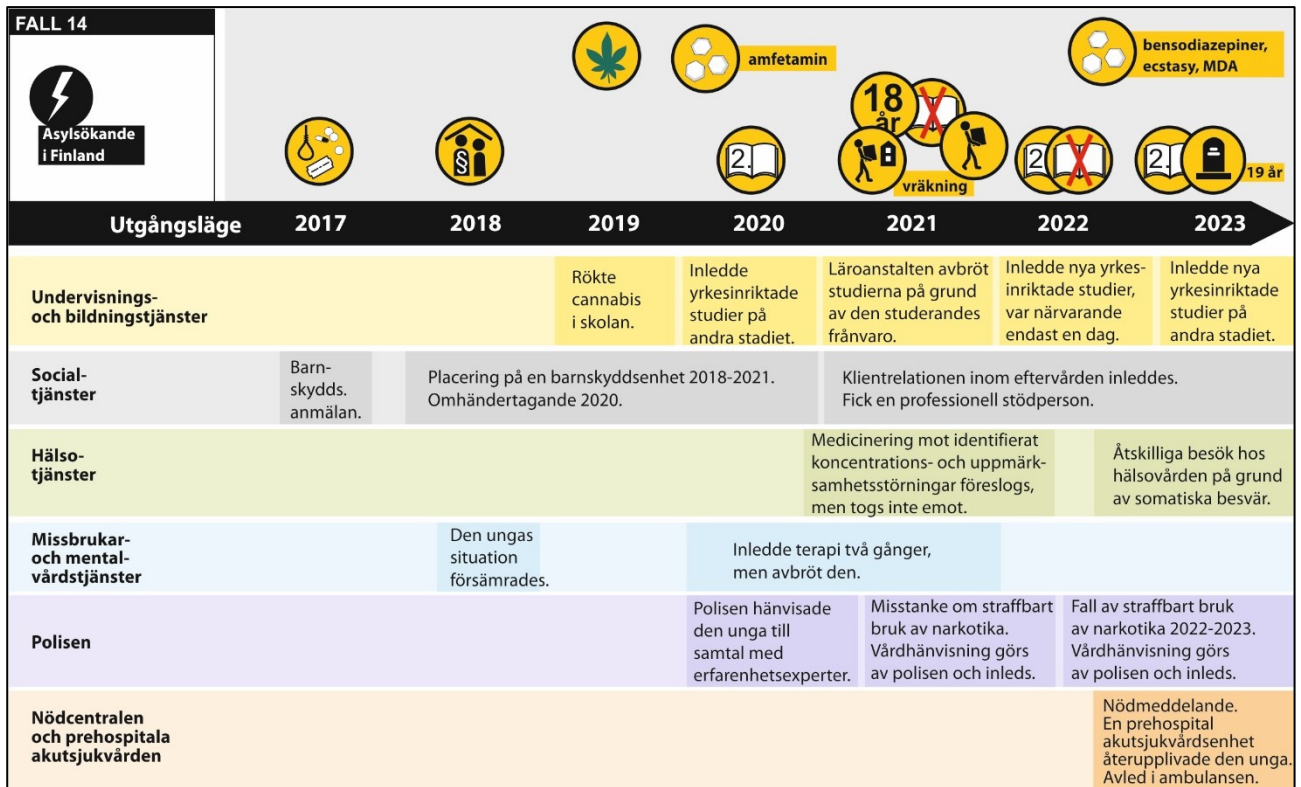 FALL 14
Asylsökande
i Finland
amfetamin
bensodiazepiner,
ecstasy, MDA
18
år
§
2.
vräkning
2
2.
19 år
Utgångsläge
2017
2018
2019
2020
2021
2022
2023
Undervisnings-
och bildningstjänster
Rökte
cannabis
i skolan.
Inledde
yrkesinriktade
studier på
andra stadiet.
Läroanstalten avbröt
studierna på grund
av den studerandes
frånvaro.
Inledde nya yrkes-
inriktade studier,
var närvarande
endast en dag.
Inledde nya
yrkesinriktade
studier på
andra stadiet.
Social-
tjänster
Barn-
skydds.
anmälan.
Placering på en barnskyddsenhet 2018-2021.
Omhändertagande 2020.
Klientrelationen inom eftervården inleddes.
Fick en professionell stödperson.
Hälso-
tjänster
Medicinering mot identifierat
koncentrations- och uppmärk-
samhetsstörningar föreslogs,
men togs inte emot.
Åtskilliga besök hos
hälsovården på grund
av somatiska besvär.
Missbrukar-
och mental-
vårdstjänster
Den ungas
situation
försämrades.
Inledde terapi två gånger,
men avbröt den.
Polisen
Polisen hänvisade
den unga till
samtal med
erfarenhetsexperter.
Misstanke om straffbart
bruk av narkotika.
Vårdhänvisning görs
av polisen och inleds.
Fall av straffbart bruk
av narkotika 2022-2023.
Vårdhänvisning görs
av polisen och inleds.
Nödcentralen
och prehospitala
akutsjukvården
Nödmeddelande.
En prehospital
akutsjukvårdsenhet
återupplivade den unga.
Avled i ambulansen.